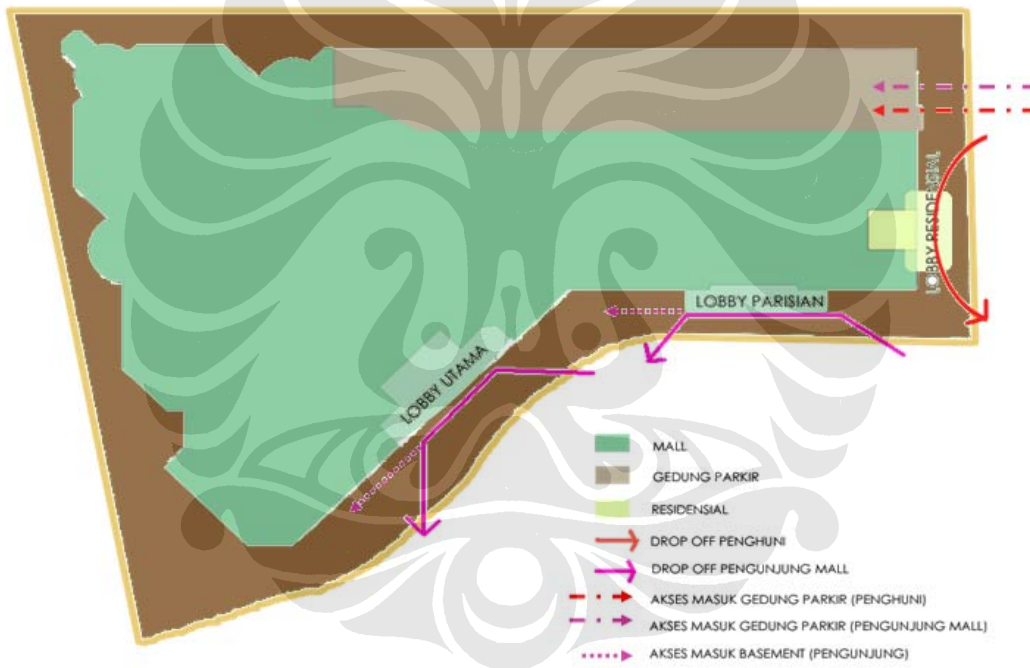 LOBBY RESIDENSIAL
LOBBY PARISIAN
LOBBY UTAMA
MALL
GEDUNG PARKIR
RESIDENSIAL
DROP OFF PENGHUNI
DROP OFF PENGUNJUNG MALL
AKSES MASUK GEDUNG PARKIR (PENGHUNI)
AKSES MASUK GEDUNG PARKIR (PENGUNJUNG MALL)
AKSES MASUK BASEMENT (PENGUNJUNG)